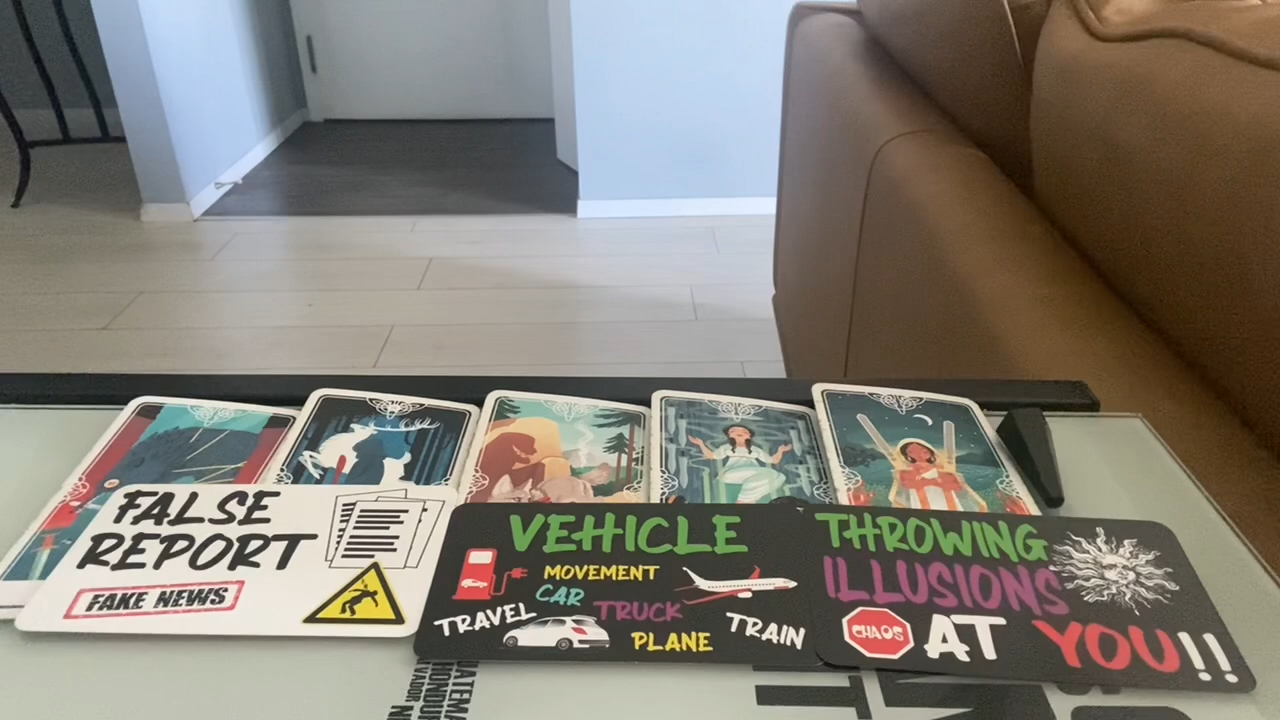 FALSE
REPORT
FAKE NEWS
VEHICLE
MOVEMENT
CAR
TRUCK
TRAVEL
PLANE
TRAIN
THROWING
ILLUSIONS
CHAOS
AT YOU!!